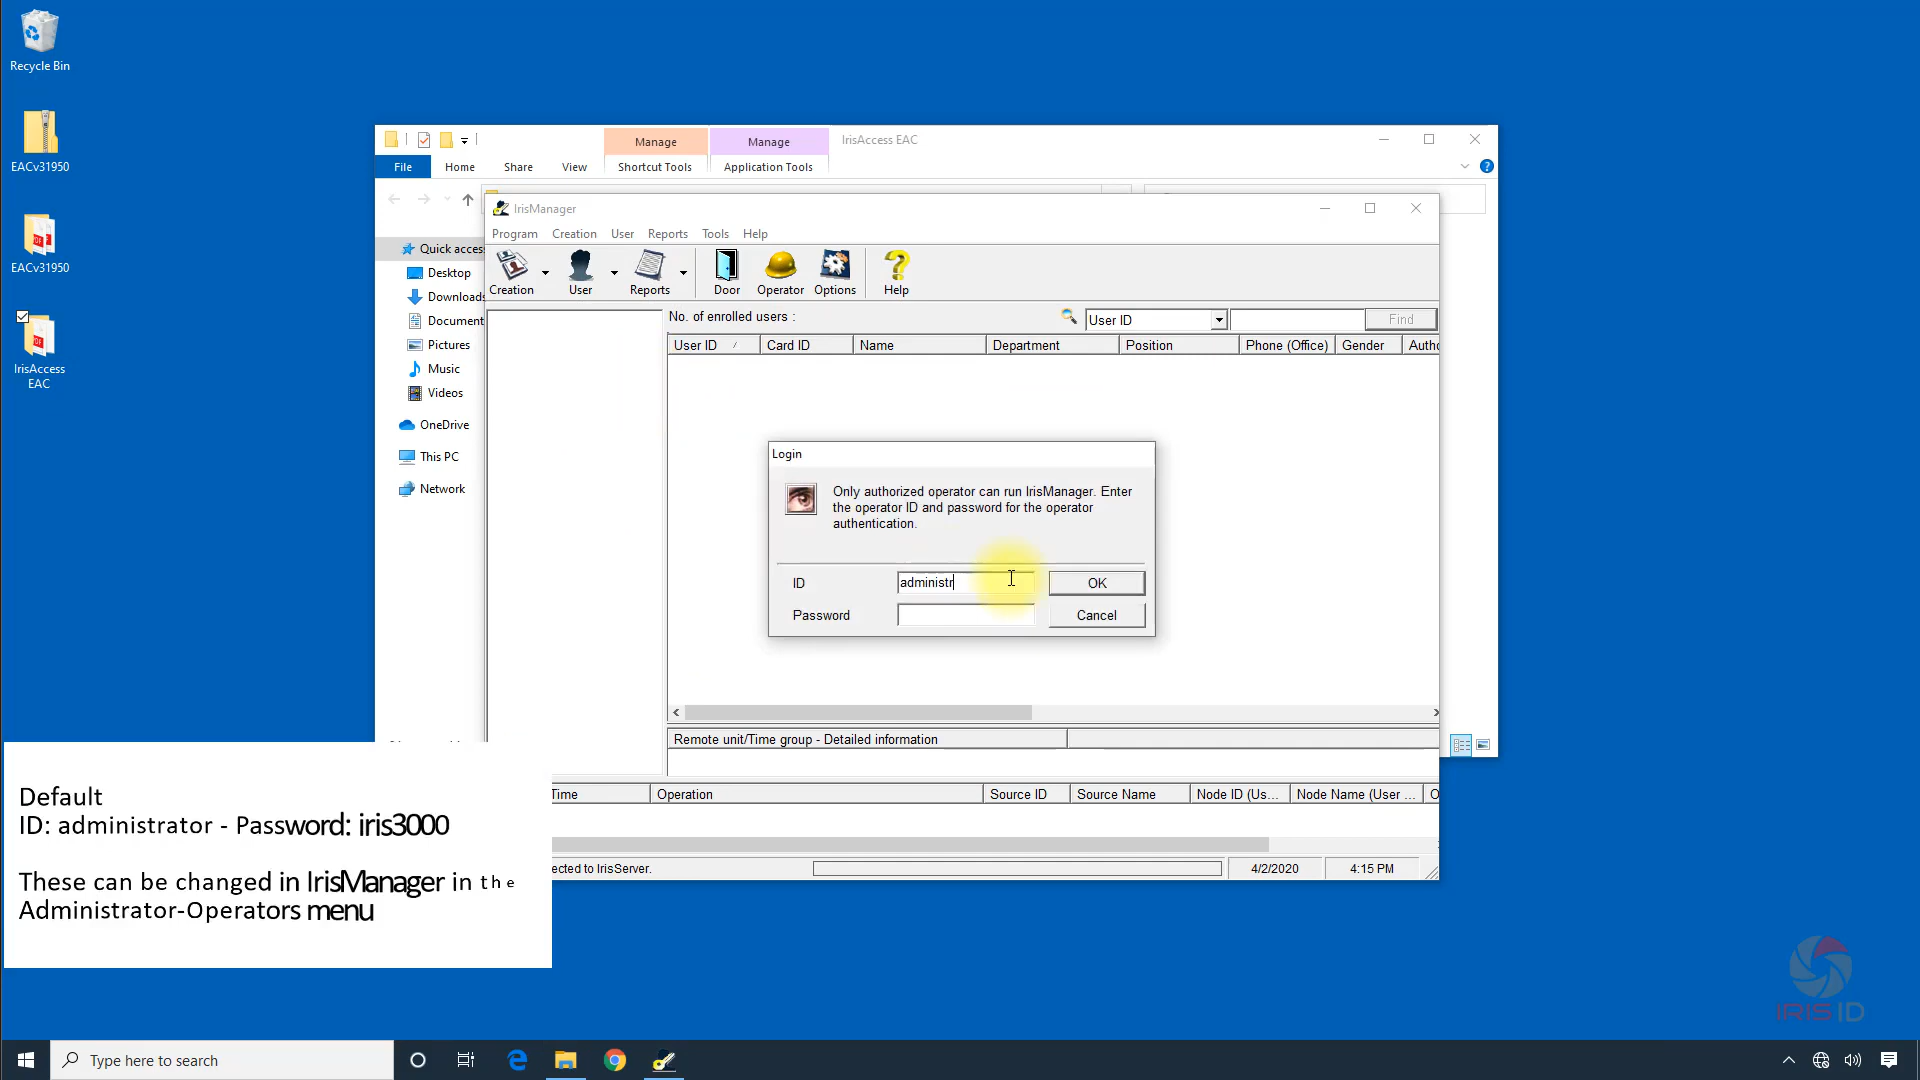 Recycle Bin
EACv31950
EACv31950
IrisAccess
EAC
Manage
Manage
IrisAccess EAC
File
Home
Share
View
Shortcut Tools
Application Tools
Quick acces
Desktop
Downloads
Document
Pictures
Music
Videos
OneDrive
This PC
Network
IrisManager
Program
Creation
User
Reports
Tools
Help
Creation
User
Reports
Door
Operator
Options
Help
No. of enrolled users :
User ID
Find
User ID
Card ID
Name
Department
Position
Phone (Office)
Gender
Autho
Login
Only authorized operator can run IrisManager. Enter
the operator ID and password for the operator
authentication.
ID
administr
OK
Password
Cancel
Remote unit/Time group - Detailed information
Time
Operation
Source ID
Source Name
Node ID (Us...
Node Name (User ...
ected to IrisServer.
4/2/2020
4:15 PM
Default
ID: administrator - Password: iris3000
These can be changed in IrisManager in the
Administrator-Operators menu
IRIS ID
Type here to search